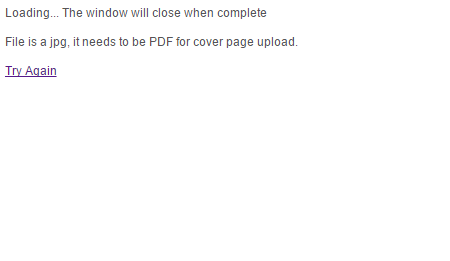 Loading... The window will close when complete
File is a jpg, it needs to be PDF for cover page upload.
Try Again